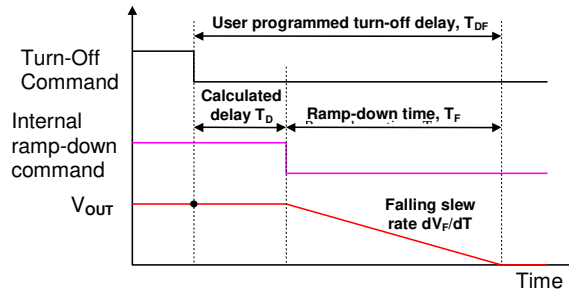 User programmed turn-off delay, TDF
Turn-Off
Command
Calculated
delay TD
Ramp-down time, TF
Internal
ramp-down
command
VOUT
Falling slew
rate dVF/dT
Time